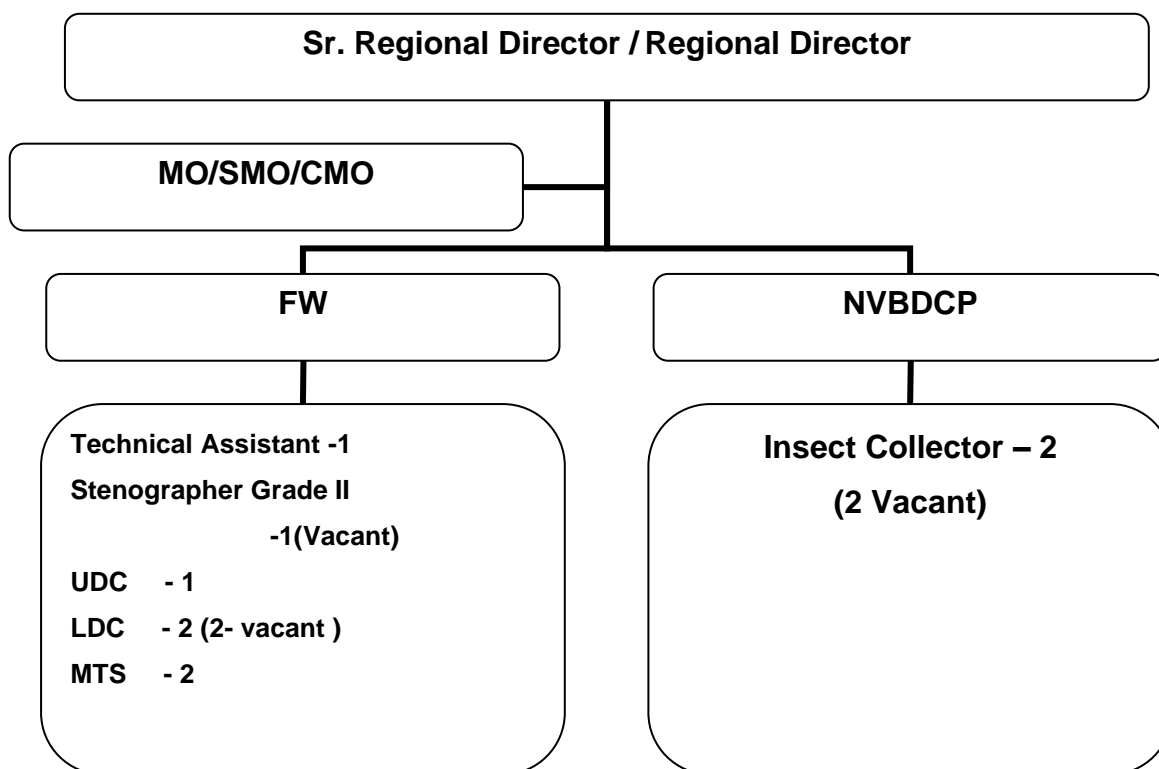 Sr. Regional Director / Regional Director
MO/SMO/CMO
FW
NVBDCP
Technical Assistant -1
Stenographer Grade II
-1(Vacant)
UDC - 1
LDC - 2 (2- vacant )
MTS - 2
Insect Collector – 2
(2 Vacant)